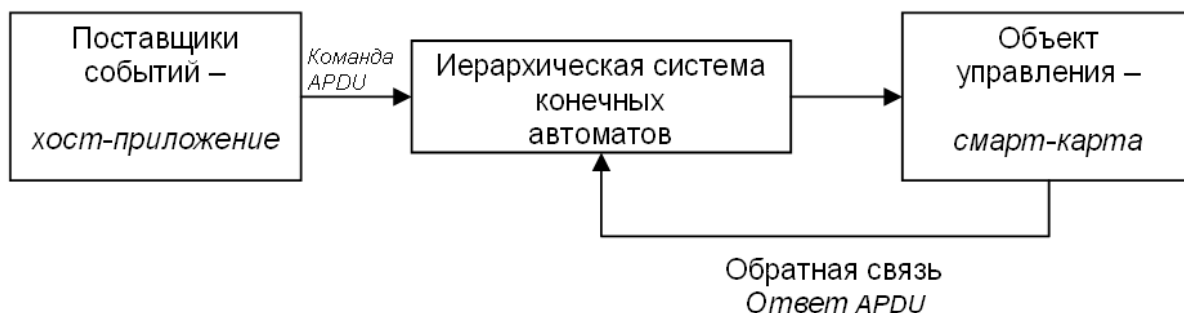 Поставщики
событий –
хост-приложение
Команда
APDU
Иерархическая система
конечных
автоматов
Объект
управления –
смарт-карта
Обратная связь
Ответ APDU